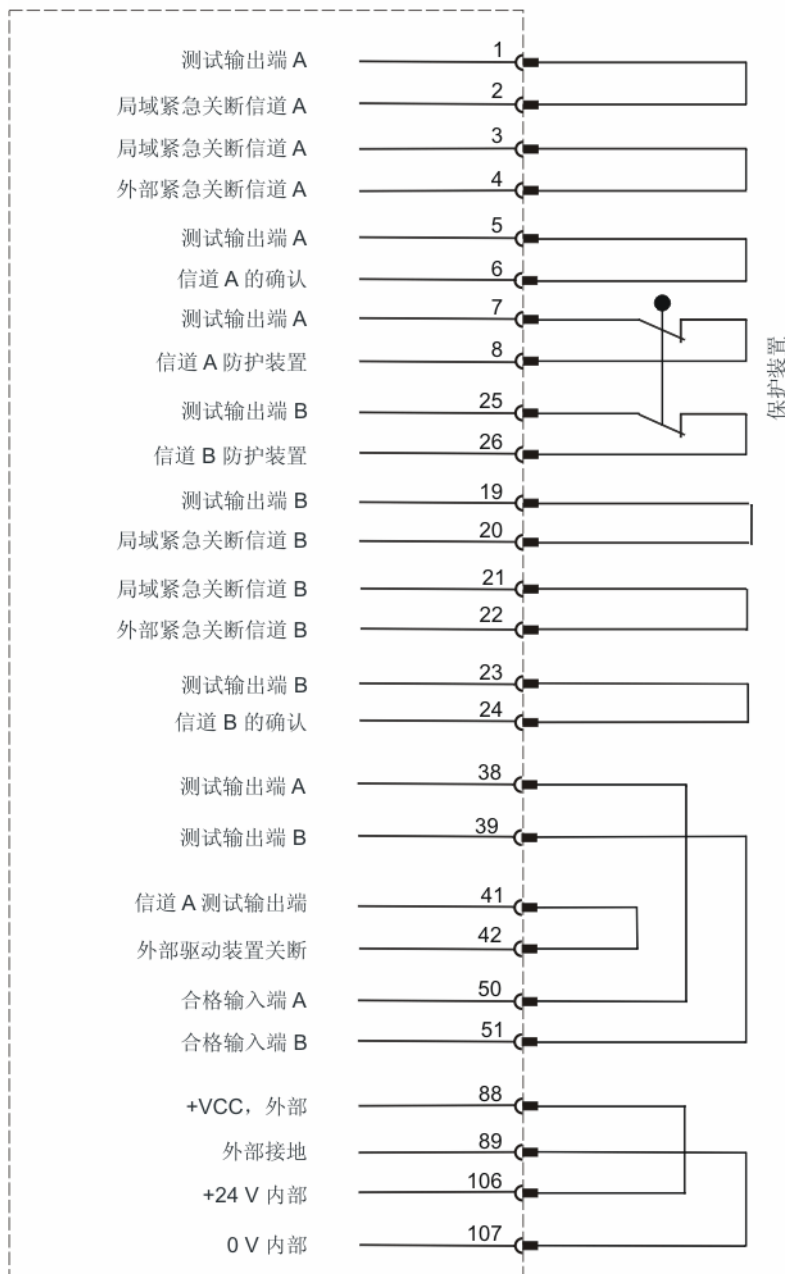 测试输出端 A 1
局域紧急关断信道 A 2
局域紧急关断信道 A 3
外部紧急关断信道 A 4
测试输出端 A 5
信道 A 的确认 6
测试输出端 A 7
信道 A 防护装置 8
保护装置
测试输出端 B 25
信道 B 防护装置 26
测试输出端 B 19
局域紧急关断信道 B 20
局域紧急关断信道 B 21
外部紧急关断信道 B 22
测试输出端 B 23
信道 B 的确认 24
测试输出端 A 38
测试输出端 B 39
信道 A 测试输出端 41
外部驱动装置关断 42
合格输入端 A 50
合格输入端 B 51
+VCC，外部 88
外部接地 89
+24 V 内部 106
0 V 内部 107